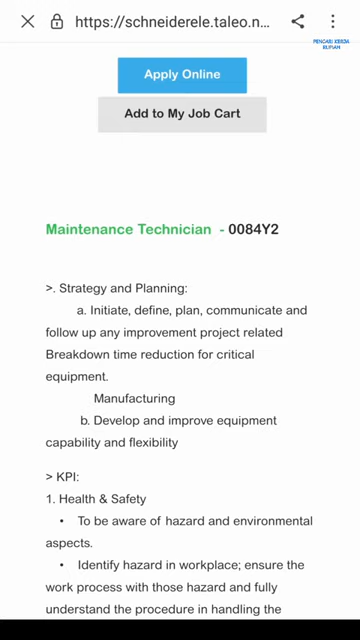 https://schneiderele.taleo.n...
PENCARI KERJA
RUPIAH
Apply Online
Add to My Job Cart
Maintenance Technician - 0084Y2
>. Strategy and Planning:
a. Initiate, define, plan, communicate and
follow up any improvement project related
Breakdown time reduction for critical
equipment.
Manufacturing
b. Develop and improve equipment
capability and flexibility
> KPI:
1. Health & Safety
• To be aware of hazard and environmental
aspects.
• Identify hazard in workplace; ensure the
work process with those hazard and fully
understand the procedure in handling the